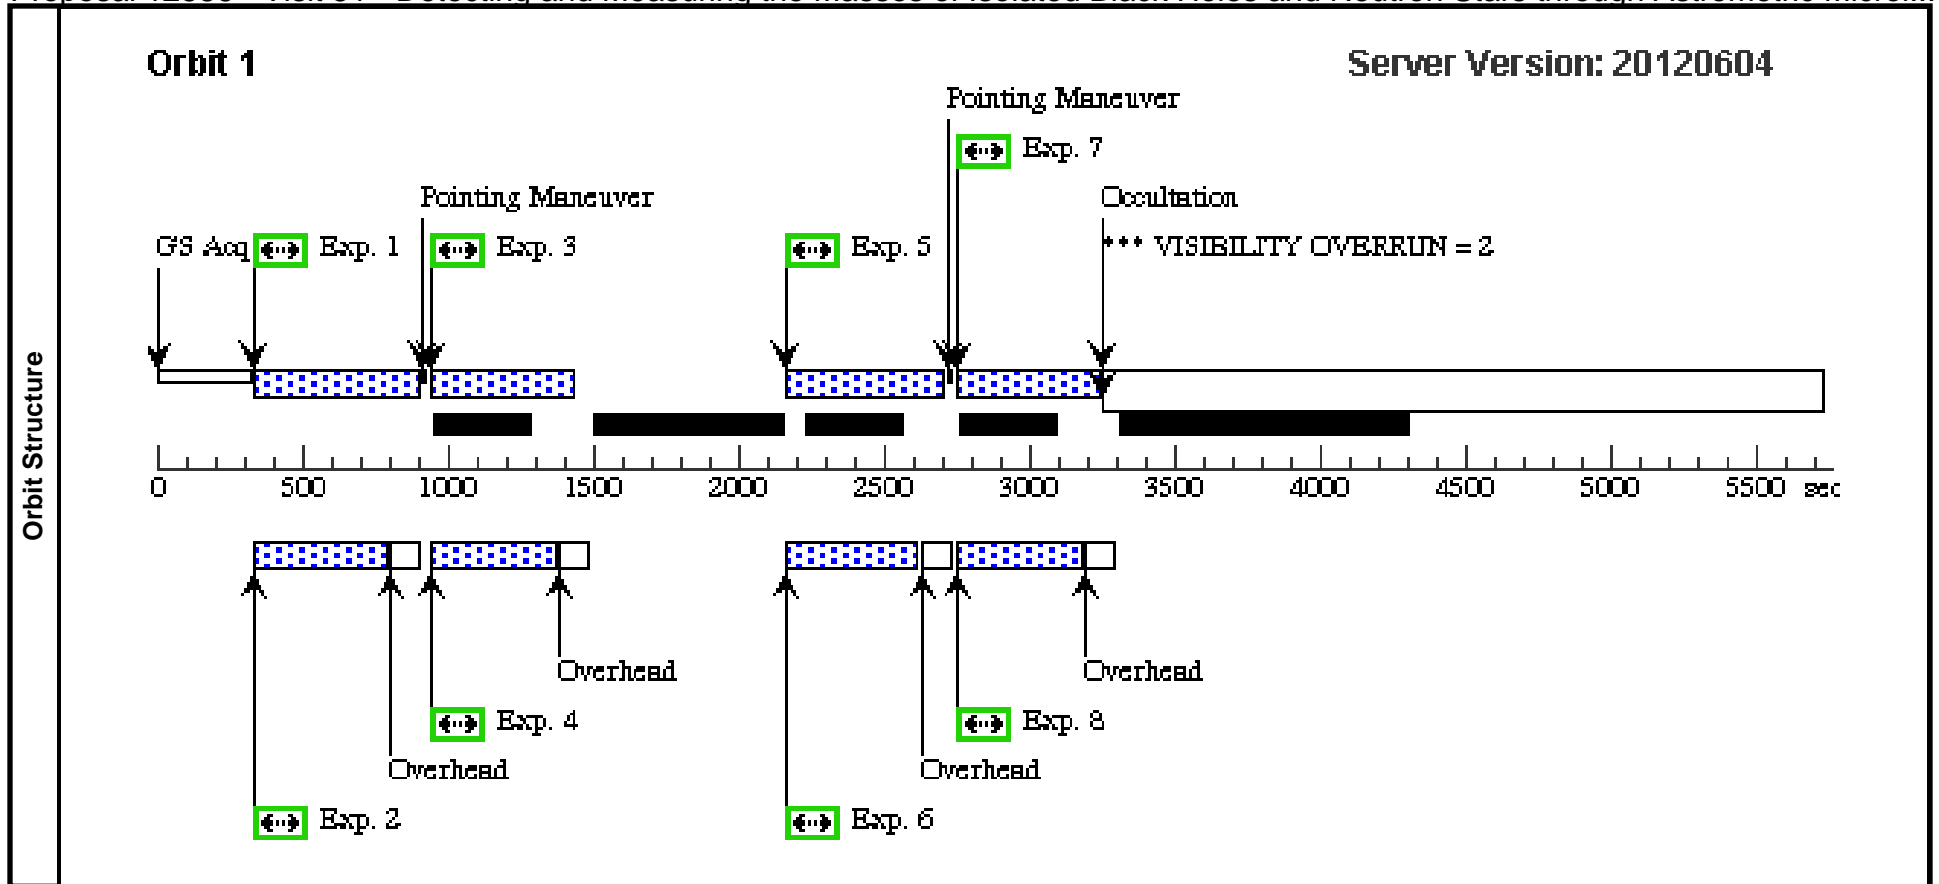 Orbit 1
Server Version: 20120604
Pointing Maneuver
Exp. 7
Pointing Maneuver
Occultation
GS Acq
Exp. 1
Exp. 3
Exp. 5
*** VISIBILITY OVERRUN = 2
Orbit Structure
0 500 1000 1500 2000 2500 3000 3500 4000 4500 5000 5500 sec
Overhead
Overhead
Exp. 4
Exp. 8
Overhead
Overhead
Exp. 2
Exp. 6